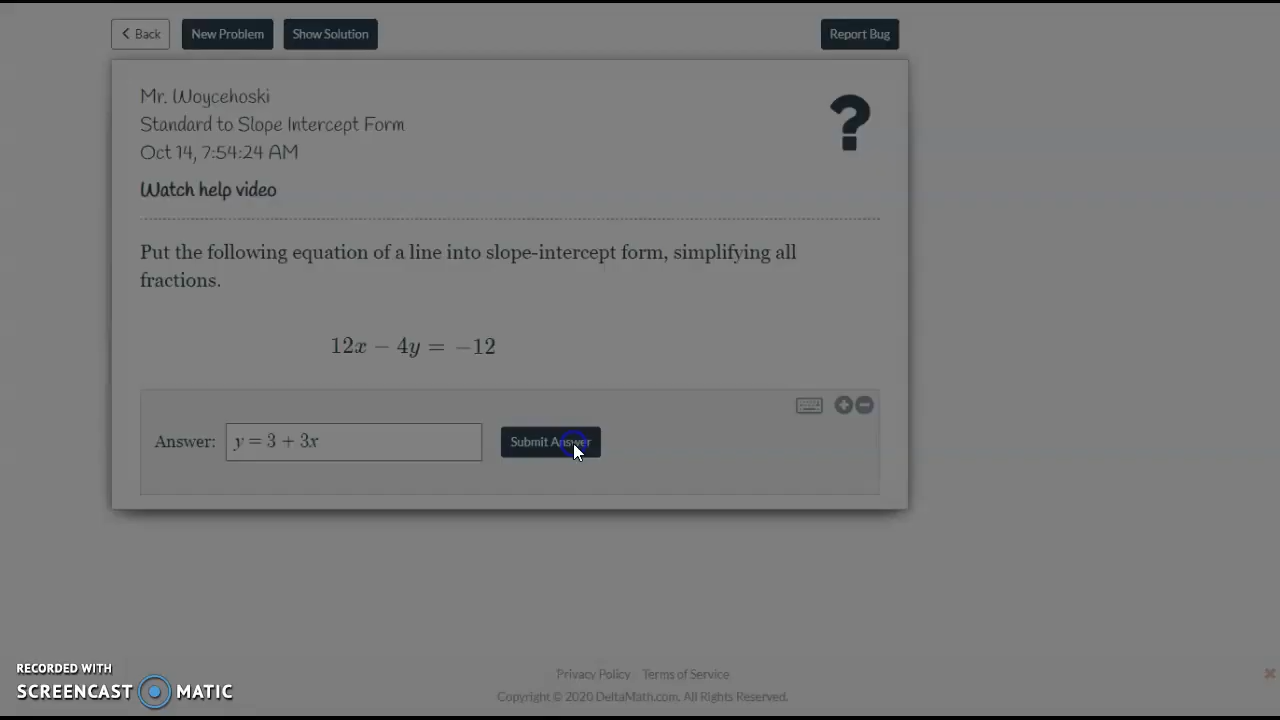 Back New Problem Show Solution Report Bug
Mr. Woycehoski
Standard to Slope Intercept Form
Oct 14, 7:54:24 AM
?
Watch help video
Put the following equation of a line into slope-intercept form, simplifying all
fractions.
12x − 4y = −12
Answer: y = 3 + 3x Submit Answer
Privacy Policy Terms of Service
Copyright © 2020 DeltaMath.com. All Rights Reserved.
RECORDED WITH
SCREENCAST MATIC